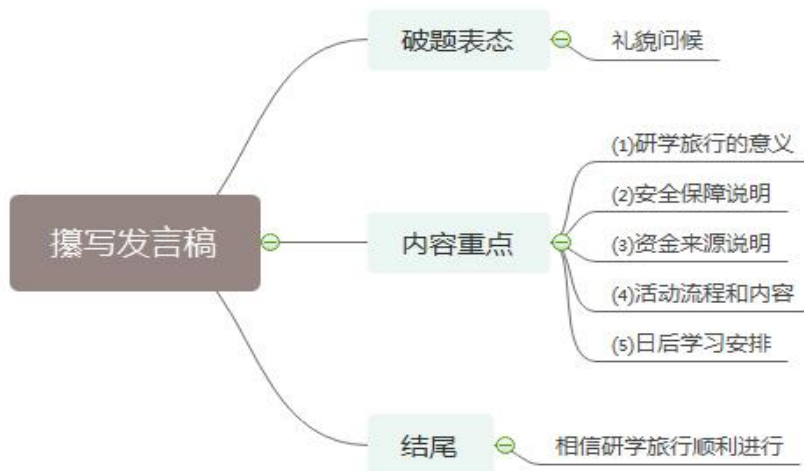 破题表态
礼貌问候
攥写发言稿
内容重点
(1)研学旅行的意义
(2)安全保障说明
(3)资金来源说明
(4)活动流程和内容
(5)日后学习安排
结尾
相信研学旅行顺利进行